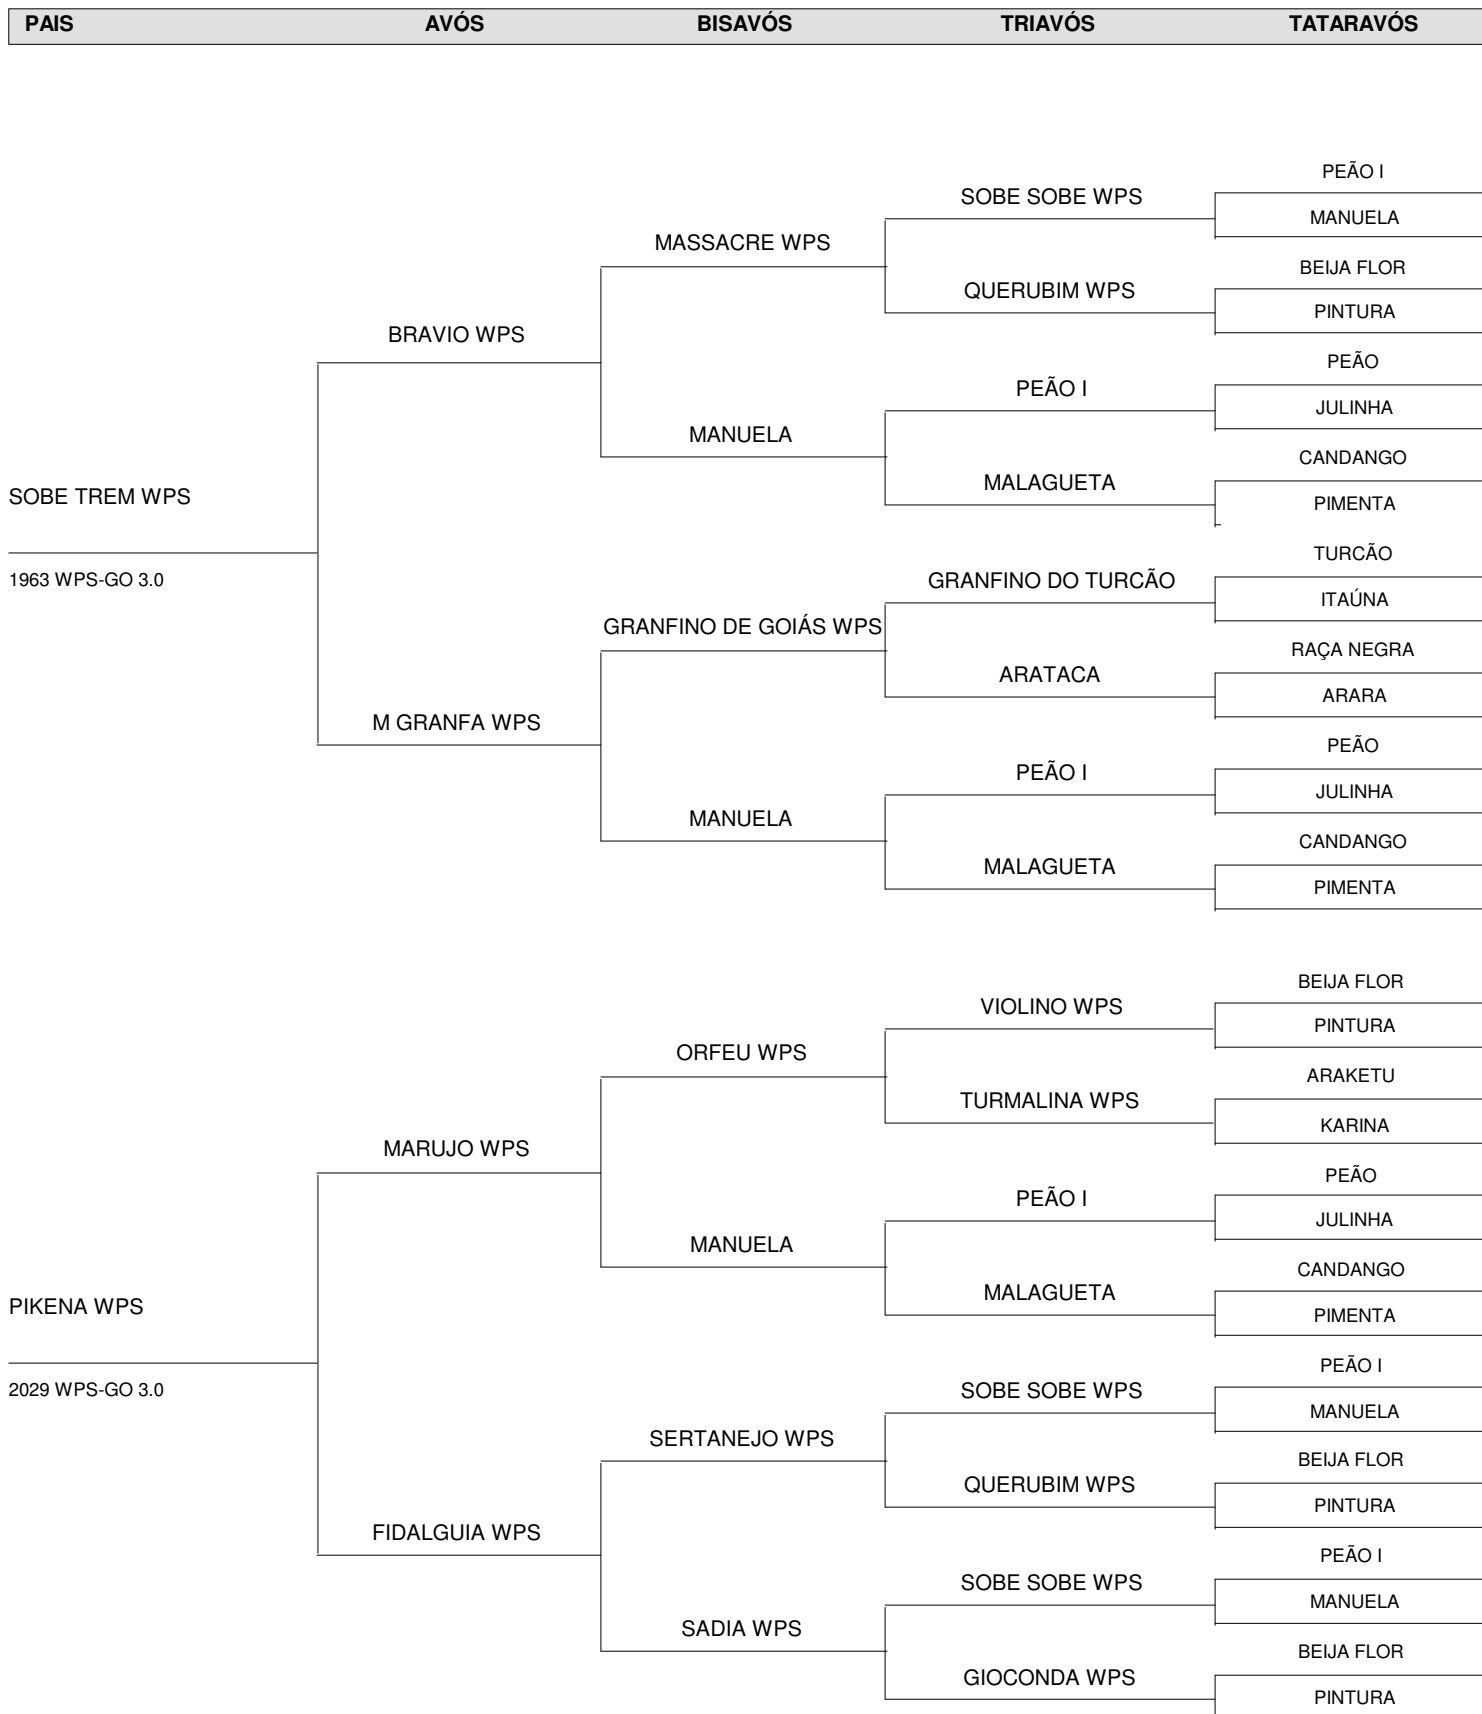 PAIS AVÓS BISAVÓS TRIAVÓS TATARAVÓS
PEÃO I
SOBE SOBE WPS
MANUELA
MASSACRE WPS
BEIJA FLOR
QUERUBIM WPS
PINTURA
BRAVIO WPS
PEÃO
PEÃO I
JULINHA
MANUELA
CANDANGO
MALAGUETA
SOBE TREM WPS
PIMENTA
TURCÃO
1963 WPS-GO 3.0
GRANFINO DO TURCÃO
ITAÚNA
GRANFINO DE GOIÁS WPS
RAÇA NEGRA
ARATACA
ARARA
M GRANFA WPS
PEÃO
PEÃO I
JULINHA
MANUELA
CANDANGO
MALAGUETA
PIMENTA
BEIJA FLOR
VIOLINO WPS
PINTURA
ORFEU WPS
ARAKETU
TURMALINA WPS
KARINA
MARUJO WPS
PEÃO
PEÃO I
JULINHA
MANUELA
CANDANGO
MALAGUETA
PIKENA WPS
PIMENTA
PEÃO I
2029 WPS-GO 3.0
SOBE SOBE WPS
MANUELA
SERTANEJO WPS
BEIJA FLOR
QUERUBIM WPS
PINTURA
FIDALGUIA WPS
PEÃO I
SOBE SOBE WPS
MANUELA
SADIA WPS
BEIJA FLOR
GIOCONDA WPS
PINTURA